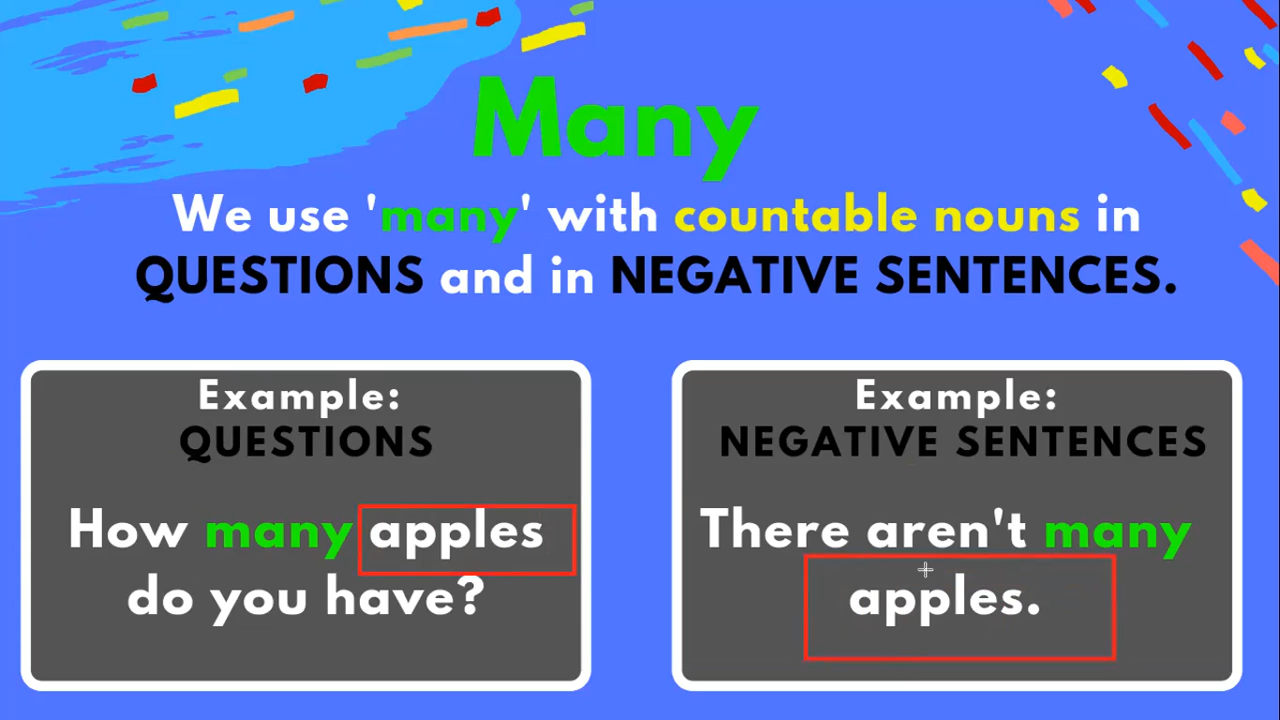 Many
We use 'many' with countable nouns in
QUESTIONS and in NEGATIVE SENTENCES.
Example:
QUESTIONS
How many apples
do you have?
Example:
NEGATIVE SENTENCES
There aren't many
apples.